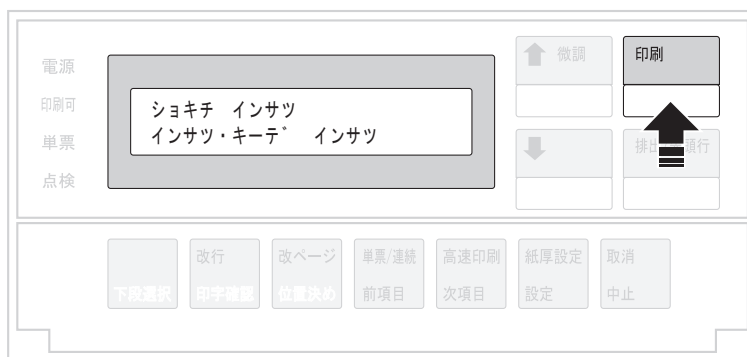 電源
印刷可
単票
点検
ショキチ インサツ
インサツ・キーデ インサツ
微調
印刷
改行
改ページ
単票/連続
高速印刷
紙厚設定
取消
下段選択
印字確認
位置決め
前項目
次項目
設定
中止